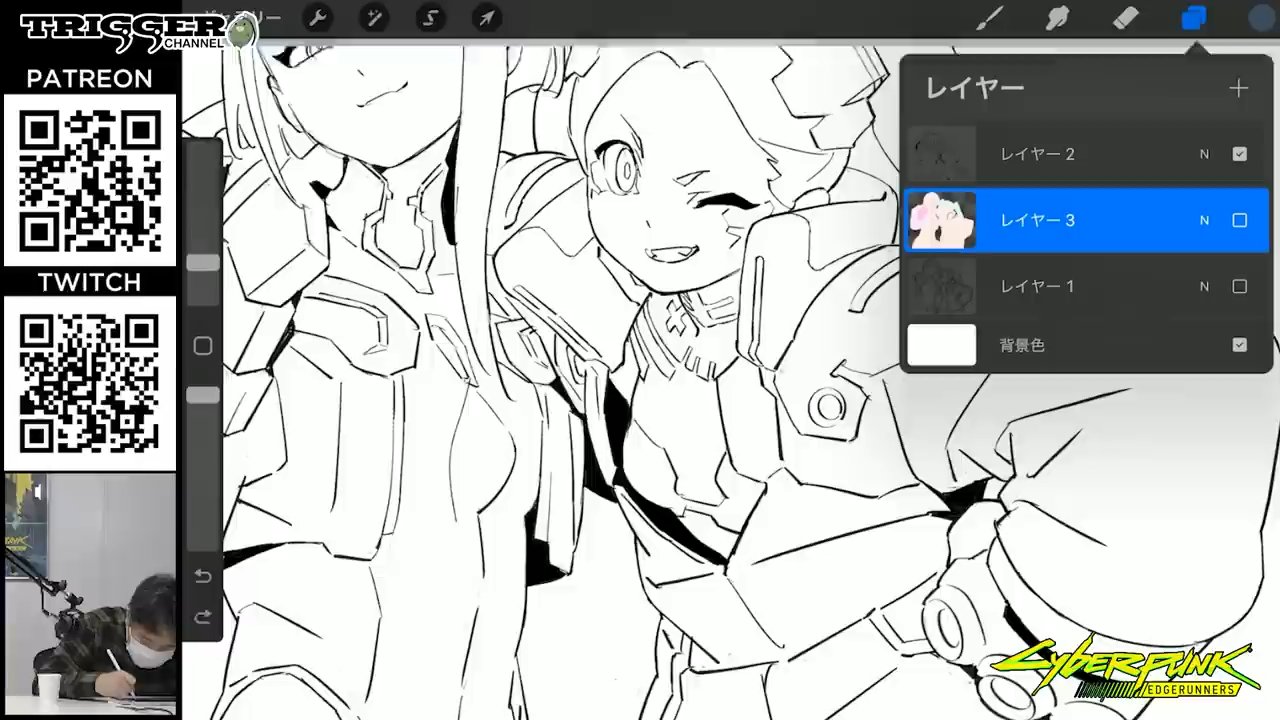 TRIGGER
CHANNEL
PATREON
TWITCH
レイヤー
レイヤー 2
N
レイヤー 3
N
レイヤー 1
N
背景色
CYBERPUNK
EDGERUNNERS